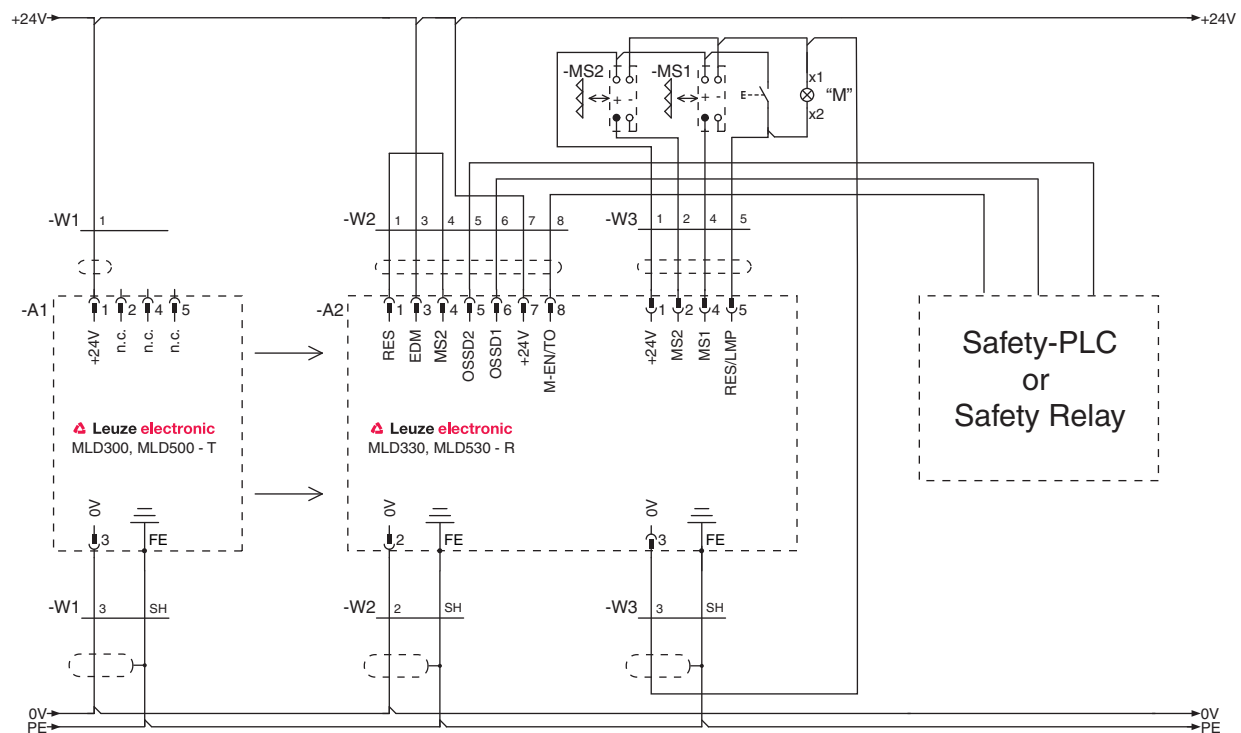 +24V +24V
-MS2 + - -MS1 + - E x1 "M"
x2
-W1 1 -W2 1 3 4 5 6 7 8 -W3 1 2 4 5
-A1 1 2 4 5 -A2 1 3 4 5 6 7 8 1 2 4 5
+24V n.c. n.c. n.c. RES EDM MS2 OSSD2 OSSD1 +24V M-EN/TO +24V MS2 MS1 RES/LMP
Safety-PLC
or
Safety Relay
Leuze electronic
MLD300, MLD500 - T
Leuze electronic
MLD330, MLD530 - R
0V 0V 0V
3 FE 2 FE 3 FE
-W1 3 SH -W2 2 SH -W3 3 SH
0V 0V
PE PE